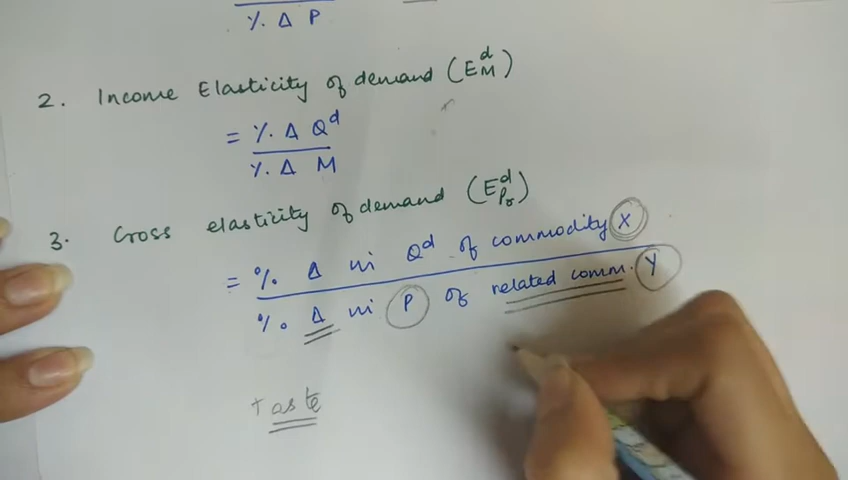 %. Δ P
2. Income Elasticity of demand (E^d_M)
= %. Δ Q^d
%. Δ M
3. Cross elasticity of demand (E^d_Pr)
= %. Δ in Q^d of commodity X
%. Δ in P of related comm. Y
taste